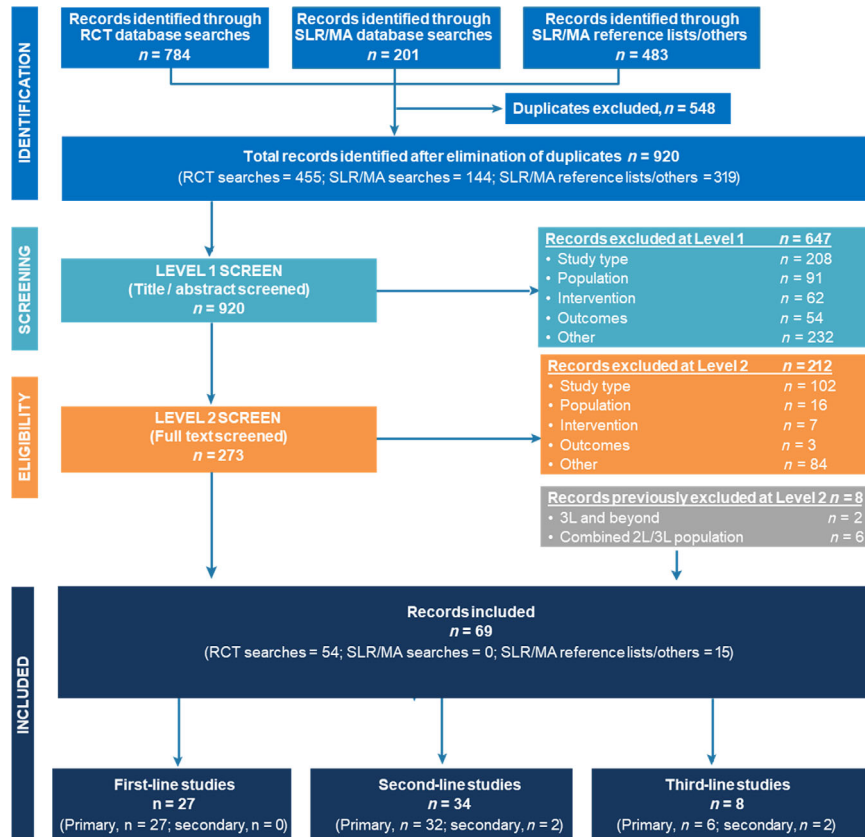 IDENTIFICATION
Records identified through
RCT database searches
n = 784
Records identified through
SLR/MA database searches
n = 201
Records identified through
SLR/MA reference lists/others
n = 483
Duplicates excluded, n = 548
Total records identified after elimination of duplicates n = 920
(RCT searches = 455; SLR/MA searches = 144; SLR/MA reference lists/others = 319)
SCREENING
LEVEL 1 SCREEN
(Title / abstract screened)
n = 920
Records excluded at Level 1 n = 647
• Study type n = 208
• Population n = 91
• Intervention n = 62
• Outcomes n = 54
• Other n = 232
ELIGIBILITY
LEVEL 2 SCREEN
(Full text screened)
n = 273
Records excluded at Level 2 n = 212
• Study type n = 102
• Population n = 16
• Intervention n = 7
• Outcomes n = 3
• Other n = 84
Records previously excluded at Level 2 n = 8
• 3L and beyond n = 2
• Combined 2L/3L population n = 6
INCLUDED
Records included
n = 69
(RCT searches = 54; SLR/MA searches = 0; SLR/MA reference lists/others = 15)
First-line studies
n = 27
(Primary, n = 27; secondary, n = 0)
Second-line studies
n = 34
(Primary, n = 32; secondary, n = 2)
Third-line studies
n = 8
(Primary, n = 6; secondary, n = 2)